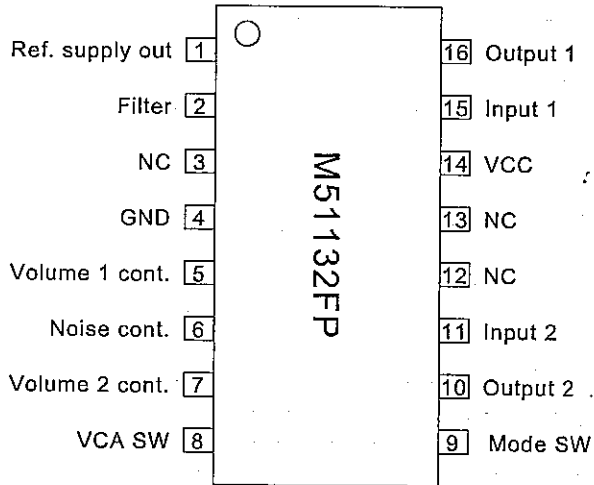 Ref. supply out 1
Filter 2
NC 3
GND 4
Volume 1 cont. 5
Noise cont. 6
Volume 2 cont. 7
VCA SW 8
M51132FP
16 Output 1
15 Input 1
14 VCC
13 NC
12 NC
11 Input 2
10 Output 2
9 Mode SW